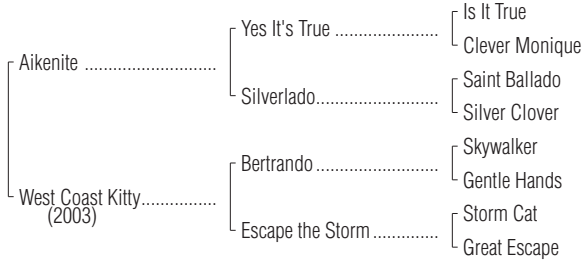 Is It True
Yes It's True ........................
Clever Monique
Aikenite ..............................
Saint Ballado
Silverlado............................
Silver Clover
Skywalker
Bertrando ............................
Gentle Hands
West Coast Kitty.................
(2003)
Storm Cat
Escape the Storm ...............
Great Escape